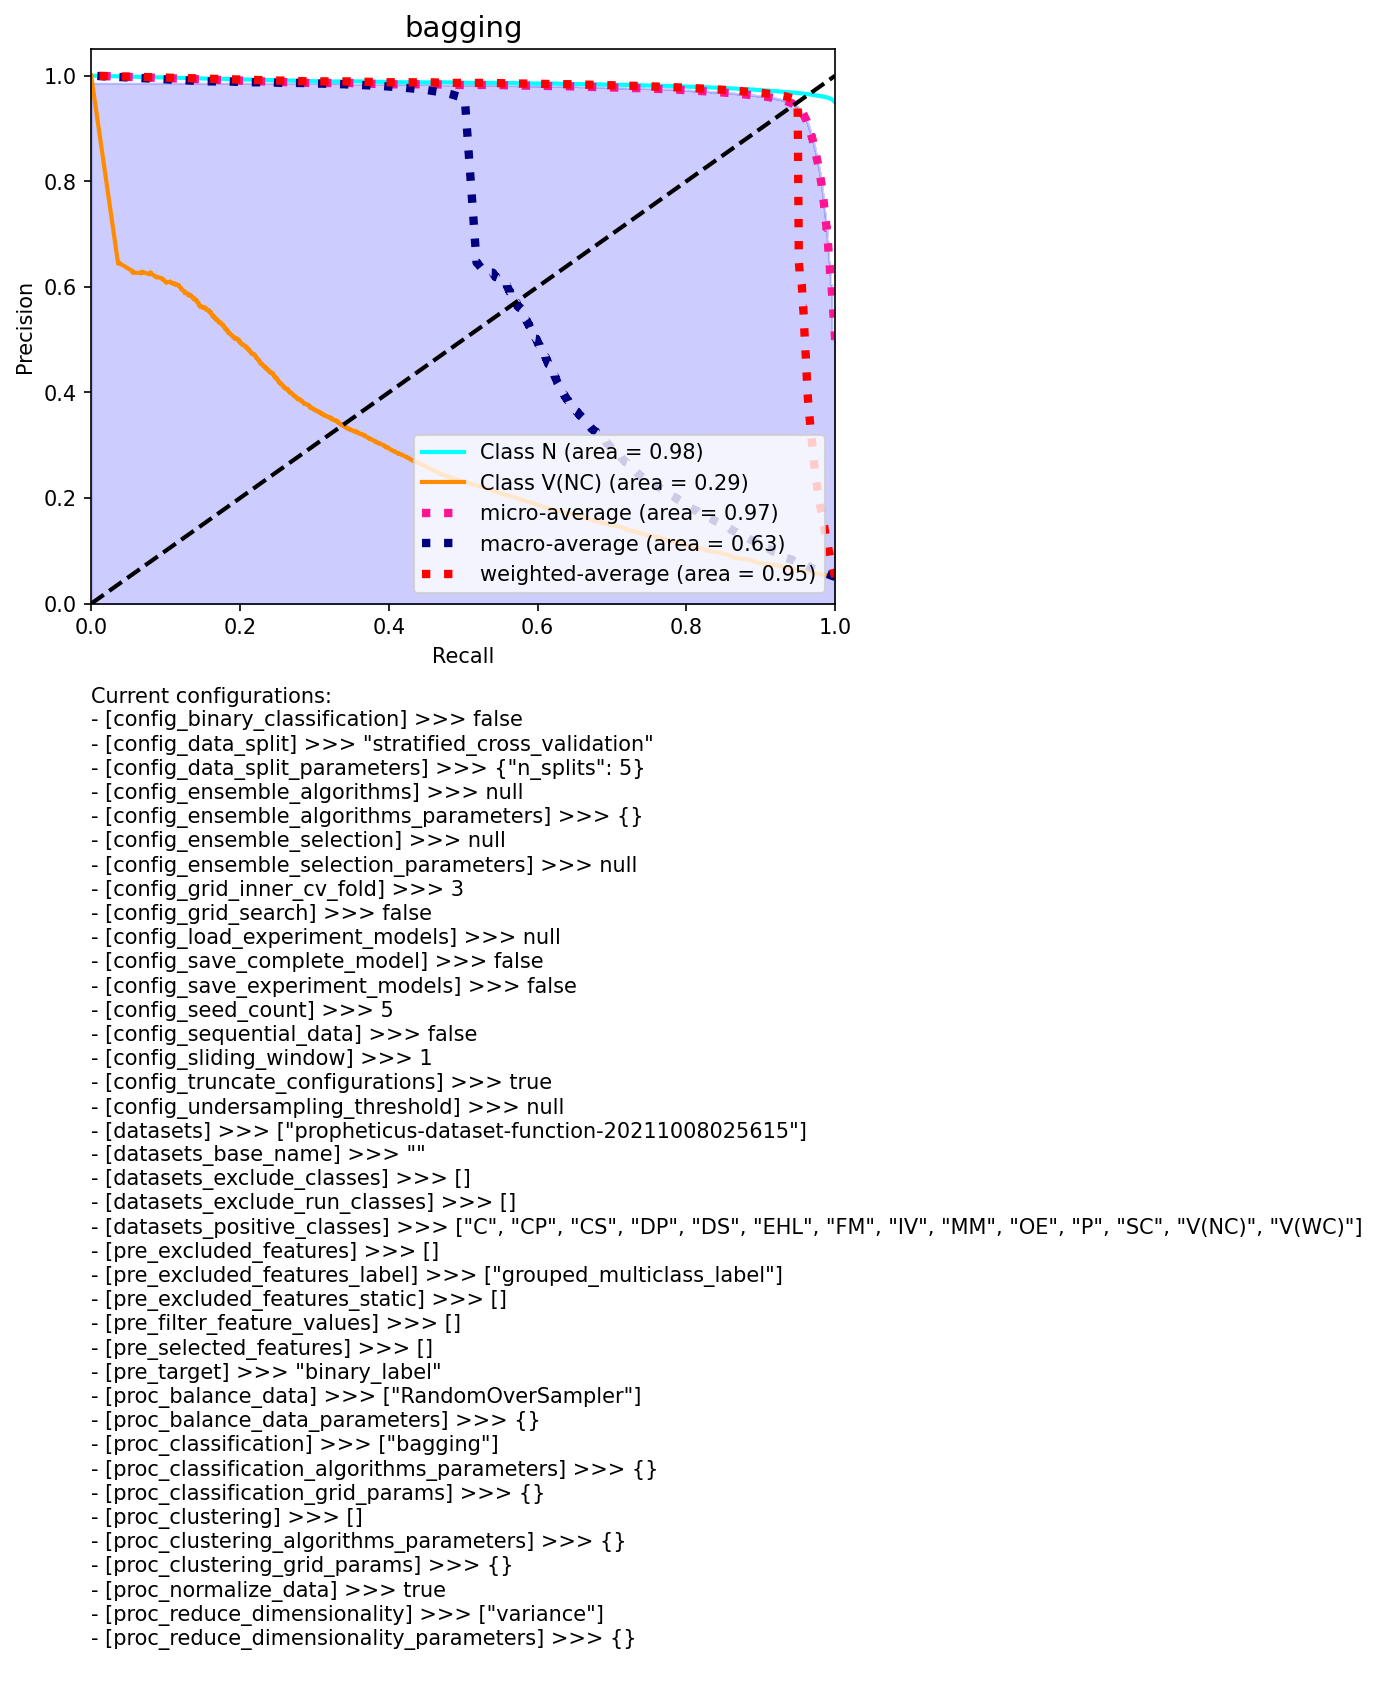 bagging
1.0
0.8
0.6
0.4
0.2
0.0
Precision
0.0 0.2 0.4 0.6 0.8 1.0
Recall
Class N (area = 0.98)
Class V(NC) (area = 0.29)
micro-average (area = 0.97)
macro-average (area = 0.63)
weighted-average (area = 0.95)
Current configurations:
- [config_binary_classification] >>> false
- [config_data_split] >>> "stratified_cross_validation"
- [config_data_split_parameters] >>> {"n_splits": 5}
- [config_ensemble_algorithms] >>> null
- [config_ensemble_algorithms_parameters] >>> {}
- [config_ensemble_selection] >>> null
- [config_ensemble_selection_parameters] >>> null
- [config_grid_inner_cv_fold] >>> 3
- [config_grid_search] >>> false
- [config_load_experiment_models] >>> null
- [config_save_complete_model] >>> false
- [config_save_experiment_models] >>> false
- [config_seed_count] >>> 5
- [config_sequential_data] >>> false
- [config_sliding_window] >>> 1
- [config_truncate_configurations] >>> true
- [config_undersampling_threshold] >>> null
- [datasets] >>> ["propheticus-dataset-function-20211008025615"]
- [datasets_base_name] >>> ""
- [datasets_exclude_classes] >>> []
- [datasets_exclude_run_classes] >>> []
- [datasets_positive_classes] >>> ["C", "CP", "CS", "DP", "DS", "EHL", "FM", "IV", "MM", "OE", "P", "SC", "V(NC)", "V(WC)"]
- [pre_excluded_features] >>> []
- [pre_excluded_features_label] >>> ["grouped_multiclass_label"]
- [pre_excluded_features_static] >>> []
- [pre_filter_feature_values] >>> []
- [pre_selected_features] >>> []
- [pre_target] >>> "binary_label"
- [proc_balance_data] >>> ["RandomOverSampler"]
- [proc_balance_data_parameters] >>> {}
- [proc_classification] >>> ["bagging"]
- [proc_classification_algorithms_parameters] >>> {}
- [proc_classification_grid_params] >>> {}
- [proc_clustering] >>> []
- [proc_clustering_algorithms_parameters] >>> {}
- [proc_clustering_grid_params] >>> {}
- [proc_normalize_data] >>> true
- [proc_reduce_dimensionality] >>> ["variance"]
- [proc_reduce_dimensionality_parameters] >>> {}